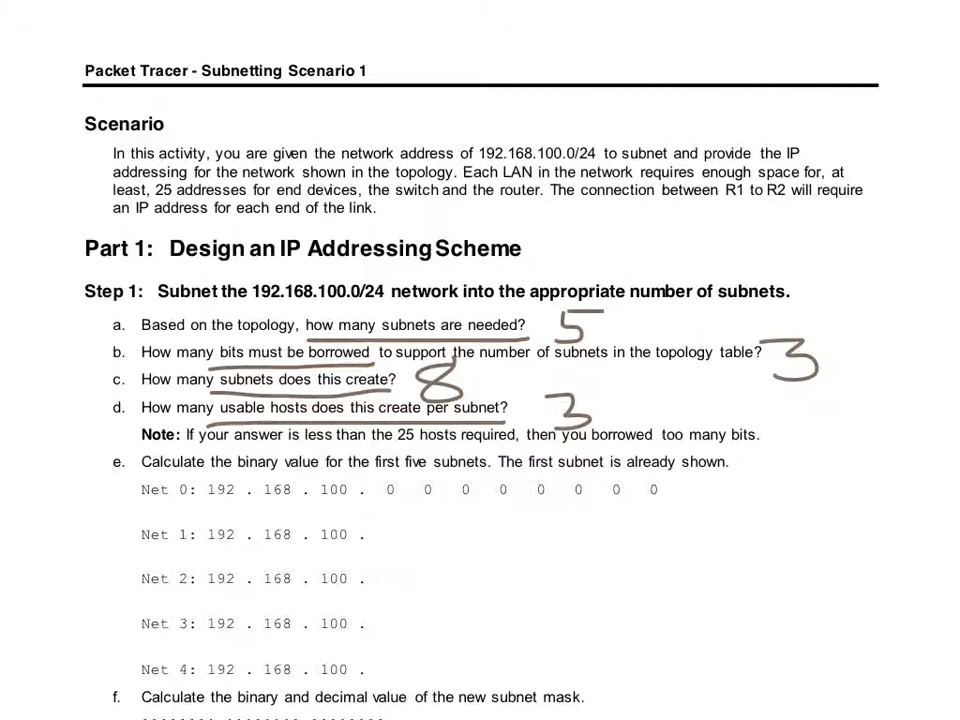 Packet Tracer - Subnetting Scenario 1
Scenario
In this activity, you are given the network address of 192.168.100.0/24 to subnet and provide the IP
addressing for the network shown in the topology. Each LAN in the network requires enough space for, at
least, 25 addresses for end devices, the switch and the router. The connection between R1 to R2 will require
an IP address for each end of the link.
Part 1: Design an IP Addressing Scheme
Step 1: Subnet the 192.168.100.0/24 network into the appropriate number of subnets.
a. Based on the topology, how many subnets are needed? 5
b. How many bits must be borrowed to support the number of subnets in the topology table? 3
c. How many subnets does this create? 8
d. How many usable hosts does this create per subnet? 3
Note: If your answer is less than the 25 hosts required, then you borrowed too many bits.
e. Calculate the binary value for the first five subnets. The first subnet is already shown.
Net 0: 192 . 168 . 100 . 0 0 0 0 0 0 0 0
Net 1: 192 . 168 . 100 .
Net 2: 192 . 168 . 100 .
Net 3: 192 . 168 . 100 .
Net 4: 192 . 168 . 100 .
f. Calculate the binary and decimal value of the new subnet mask.